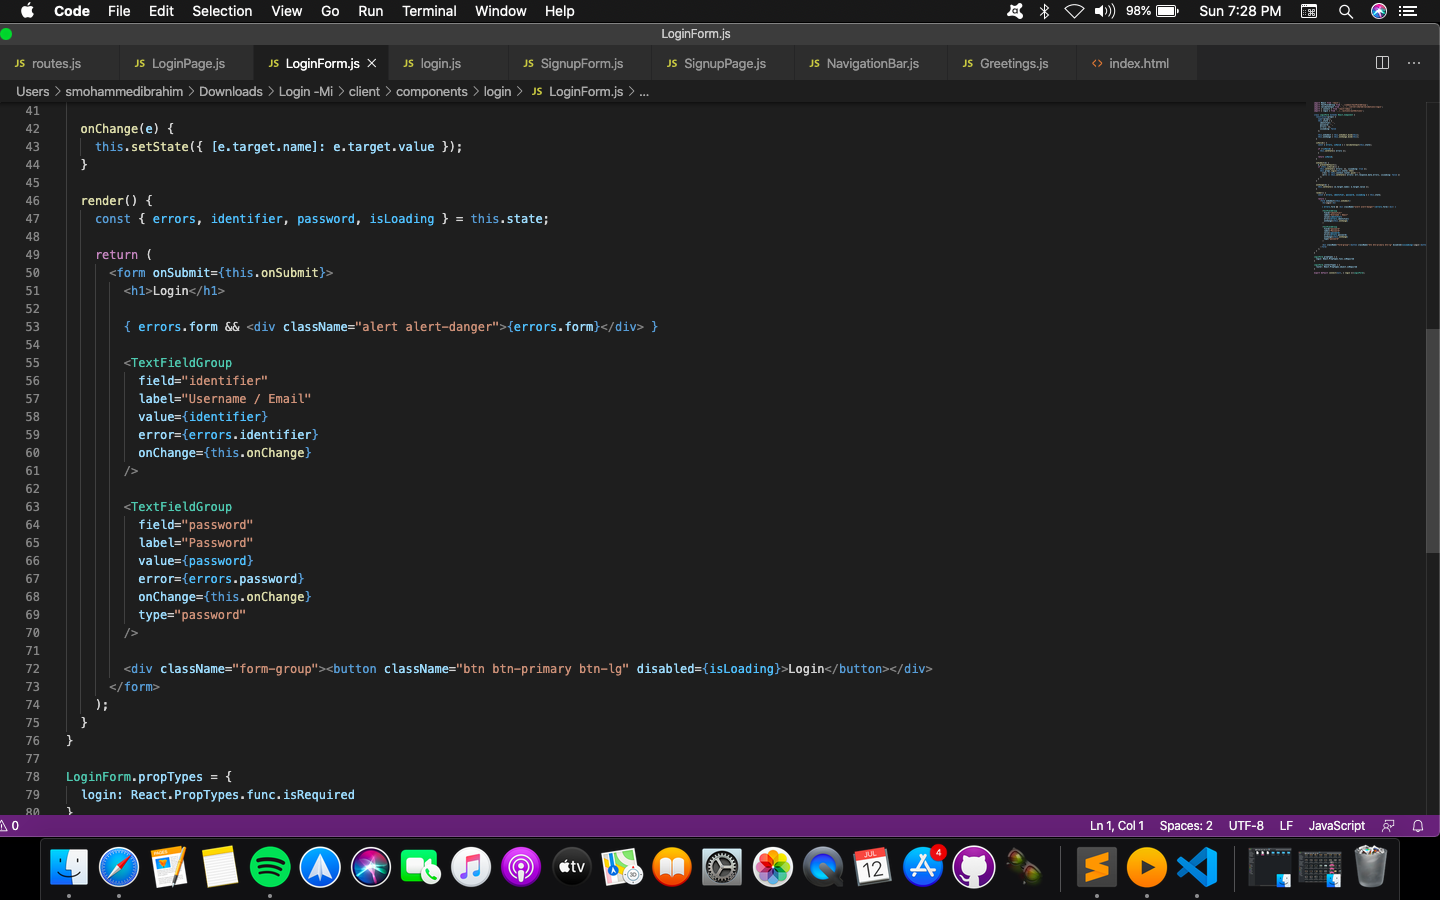 Code File Edit Selection View Go Run Terminal Window Help 98% Sun 7:28 PM
LoginForm.js
JS routes.js JS LoginPage.js JS LoginForm.js JS login.js JS SignupForm.js JS SignupPage.js JS NavigationBar.js JS Greetings.js <> index.html
Users > smohammedibrahim > Downloads > Login -Mi > client > components > login > JS LoginForm.js > ...
41
42 onChange(e) {
43 this.setState({ [e.target.name]: e.target.value });
44 }
45
46 render() {
47 const { errors, identifier, password, isLoading } = this.state;
48
49 return (
50 <form onSubmit={this.onSubmit}>
51 <h1>Login</h1>
52
53 { errors.form && <div className="alert alert-danger">{errors.form}</div> }
54
55 <TextFieldGroup
56 field="identifier"
57 label="Username / Email"
58 value={identifier}
59 error={errors.identifier}
60 onChange={this.onChange}
61 />
62
63 <TextFieldGroup
64 field="password"
65 label="Password"
66 value={password}
67 error={errors.password}
68 onChange={this.onChange}
69 type="password"
70 />
71
72 <div className="form-group"><button className="btn btn-primary btn-lg" disabled={isLoading}>Login</button></div>
73 </form>
74 );
75 }
76 }
77
78 LoginForm.propTypes = {
79 login: React.PropTypes.func.isRequired
80 }
0 Ln 1, Col 1 Spaces: 2 UTF-8 LF JavaScript
tv 3D JUL 12 4